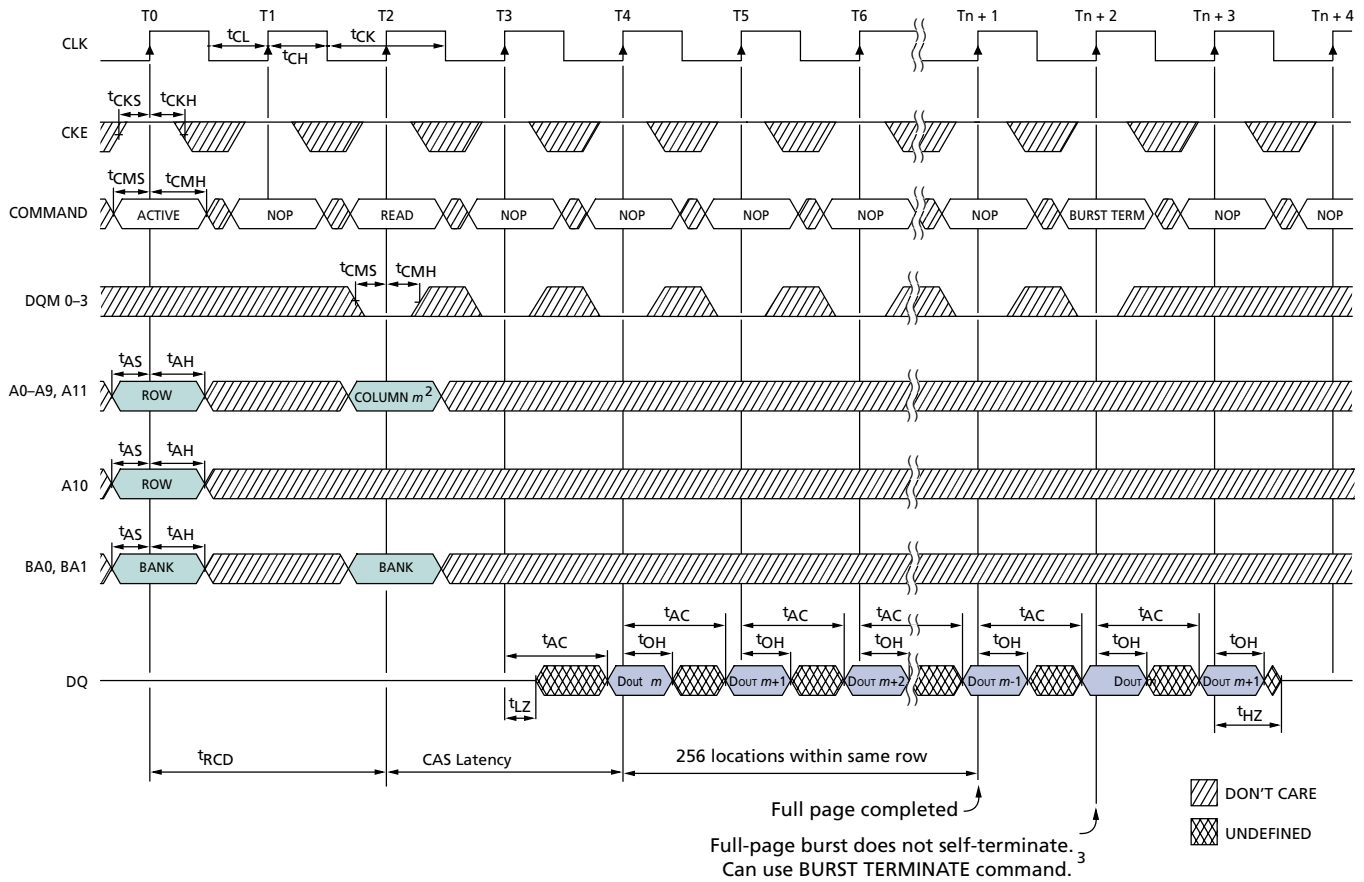 T0 T1 T2 T3 T4 T5 T6 Tn + 1 Tn + 2 Tn + 3 Tn + 4
CLK tCL tCH tCK
tCKS tCKH
CKE
tCMS tCMH
COMMAND ACTIVE NOP READ NOP NOP NOP NOP NOP BURST TERM NOP NOP
tCMS tCMH
DQM 0–3
tAS tAH
A0–A9, A11 ROW COLUMN m2
tAS tAH
A10 ROW
tAS tAH
BA0, BA1 BANK BANK
tAC tAC tAC tAC tAC tAC
tOH tOH tOH tOH tOH tOH
DQ DOUT m DOUT m+1 DOUT m+2 DOUT m-1 DOUT DOUT m+1
tLZ tHZ
tRCD CAS Latency 256 locations within same row
Full page completed
Full-page burst does not self-terminate.
Can use BURST TERMINATE command. 3
DON'T CARE
UNDEFINED